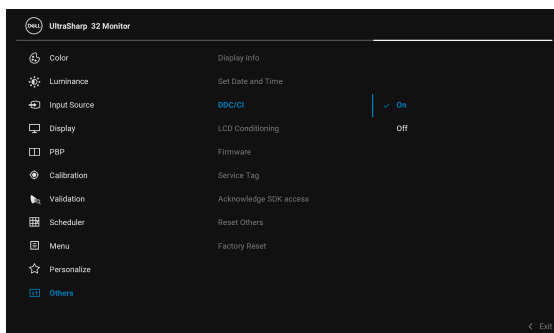 DELL UltraSharp 32 Monitor
Color
Display Info
Luminance
Set Date and Time
Input Source
DDC/CI
On
Display
LCD Conditioning
Off
PBP
Firmware
Calibration
Service Tag
Validation
Acknowledge SDK access
Scheduler
Reset Others
Menu
Factory Reset
Personalize
Others
Exit